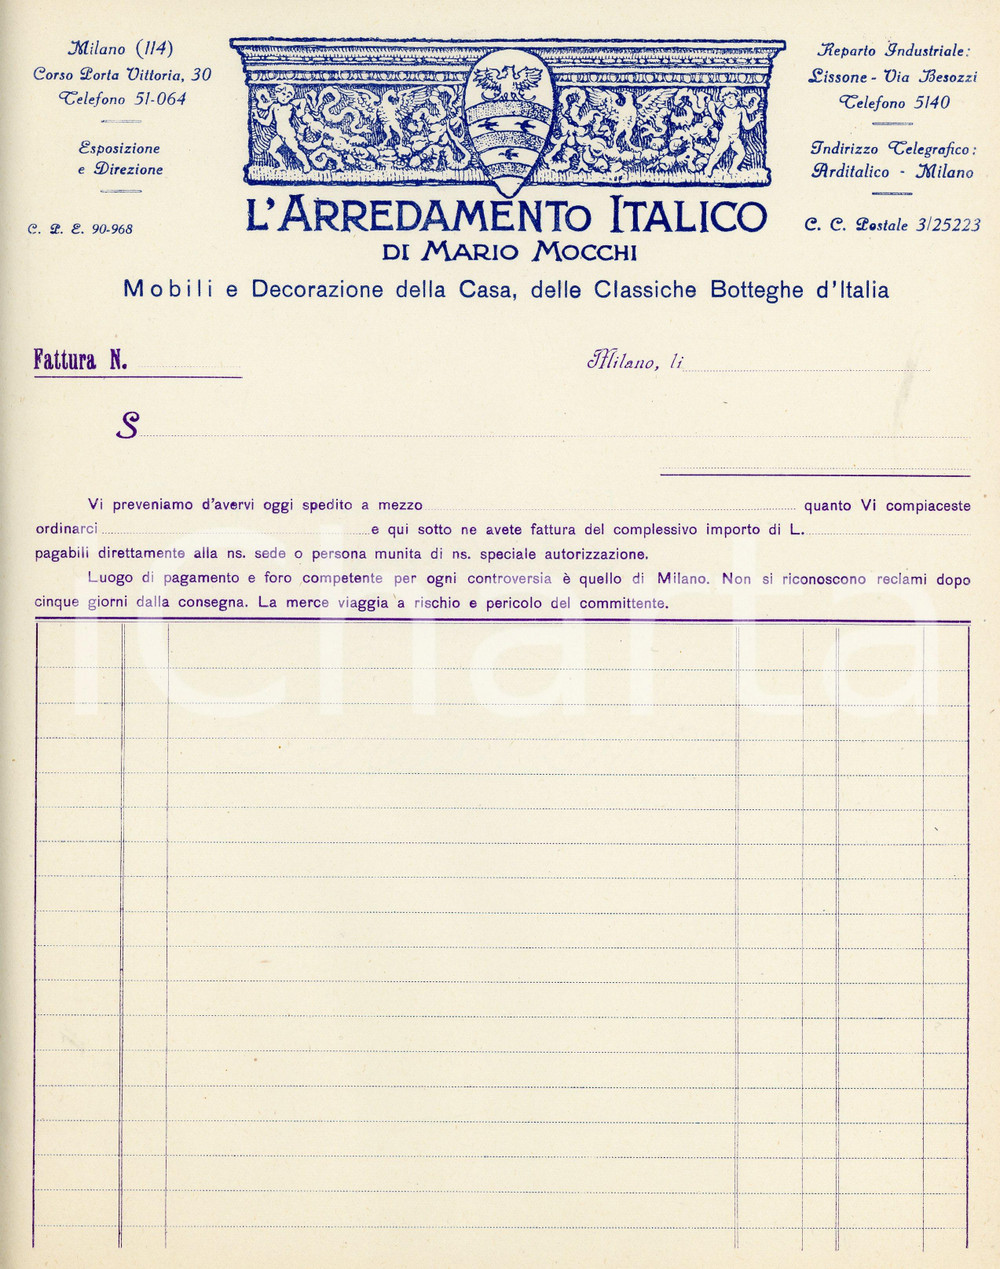 Milano (114)
Corso Porta Vittoria, 30
Telefono 51-064
Esposizione
e Direzione
C. P. E. 90-968
Reparto Industriale:
Lissone - Via Besozzi
Telefono 5140
Indirizzo Telegrafico:
Arditalico - Milano
C. C. Postale 3/25223
L'ARREDAMENTO ITALICO
DI MARIO MOCCHI
Mobili e Decorazione della Casa, delle Classiche Botteghe d'Italia
Fattura N.
Milano, li
S
Vi preveniamo d'avervi oggi spedito a mezzo quanto Vi compiaceste
ordinarci e qui sotto ne avete fattura del complessivo importo di L.
pagabili direttamente alla ns. sede o persona munita di ns. speciale autorizzazione.
Luogo di pagamento e foro competente per ogni controversia è quello di Milano. Non si riconoscono reclami dopo
cinque giorni dalla consegna. La merce viaggia a rischio e pericolo del committente.
iCharta